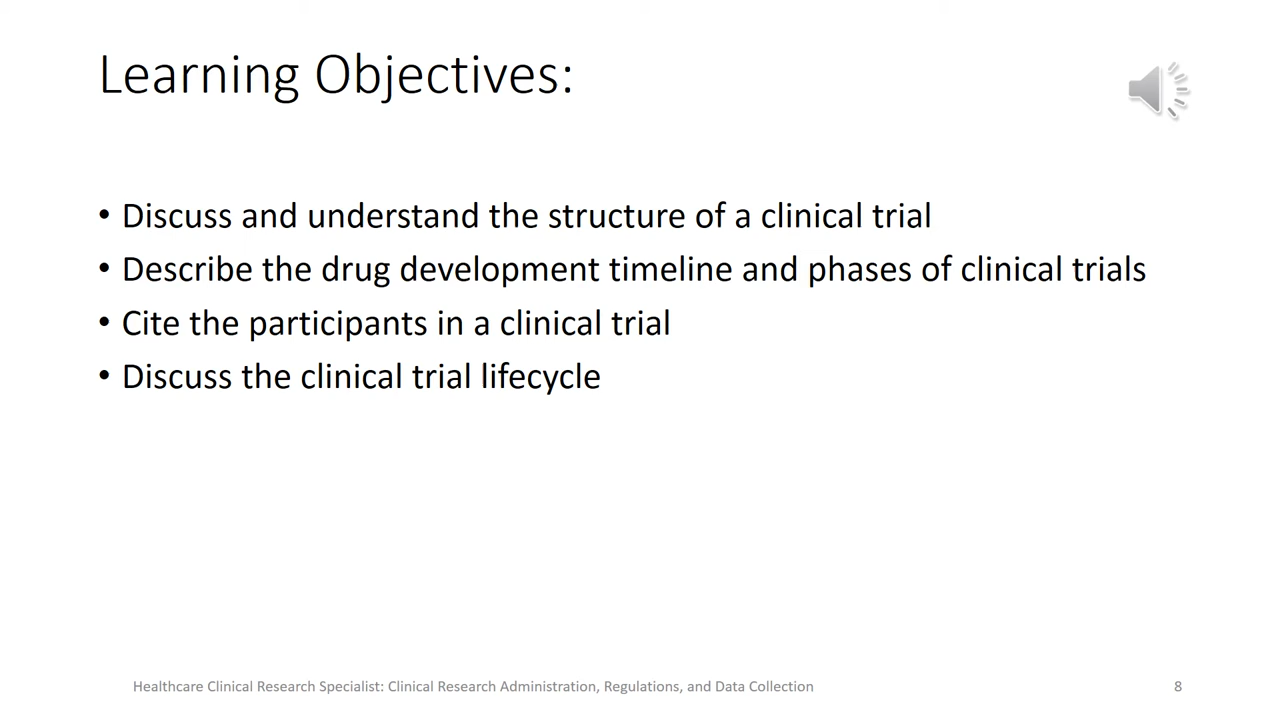 Learning Objectives:
• Discuss and understand the structure of a clinical trial
• Describe the drug development timeline and phases of clinical trials
• Cite the participants in a clinical trial
• Discuss the clinical trial lifecycle
Healthcare Clinical Research Specialist: Clinical Research Administration, Regulations, and Data Collection
8